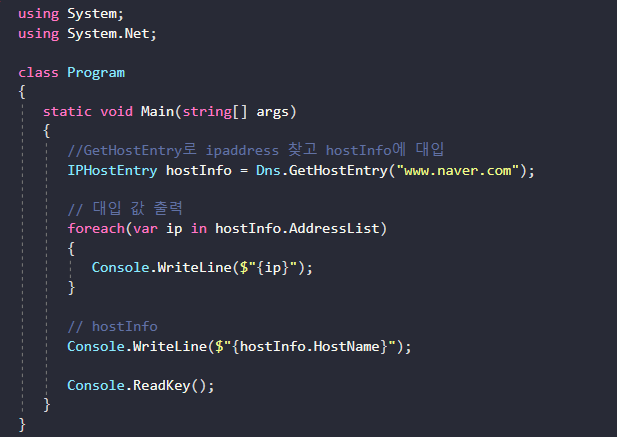 using System;
using System.Net;
class Program
{
static void Main(string[] args)
{
//GetHostEntry로 ipaddress 찾고 hostInfo에 대입
IPHostEntry hostInfo = Dns.GetHostEntry("www.naver.com");
// 대입 값 출력
foreach(var ip in hostInfo.AddressList)
{
Console.WriteLine($"{ip}");
}
// hostInfo
Console.WriteLine($"{hostInfo.HostName}");
Console.ReadKey();
}
}